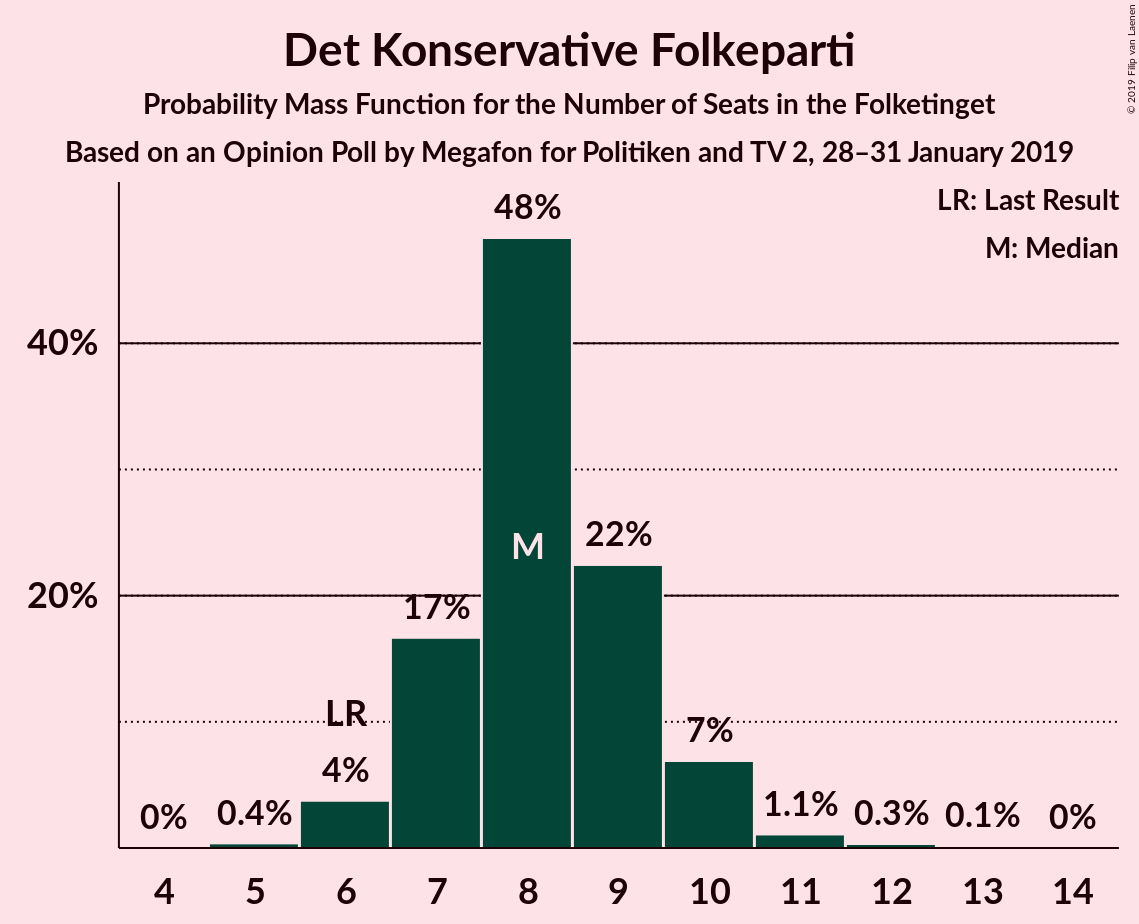 Det Konservative Folkeparti
Probability Mass Function for the Number of Seats in the Folketinget
Based on an Opinion Poll by Megafon for Politiken and TV 2, 28–31 January 2019
© 2019 Filip van Laenen
LR: Last Result
M: Median
48%
40%
M
22%
20%
17%
LR
7%
4%
0%
0.4%
1.1%
0.3%
0.1%
0%
4 5 6 7 8 9 10 11 12 13 14